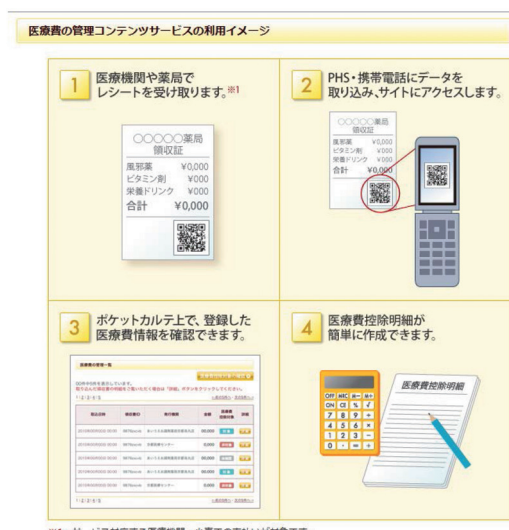 医療費の管理コンテンツサービスの利用イメージ
1
医療機関や薬局で
レシートを受け取ります。※1
○○○○○薬局
領収証
風邪薬 ¥0,000
ビタミン剤 ¥000
栄養ドリンク ¥000
合計 ¥0,000
2
PHS・携帯電話にデータを
取り込み、サイトにアクセスします。
○○○○○薬局
領収証
風邪薬 ¥0,000
ビタミン剤 ¥000
栄養ドリンク ¥000
合計 ¥0,000
3
ポケットカルテ上で、登録した
医療費情報を確認できます。
医療費の管理一覧
4
医療費控除明細が
簡単に作成できます。
医療費控除明細
OFF MRC M− M+
ON CE % √
7 8 9 ÷
4 5 6 ×
1 2 3 −
0 . = +